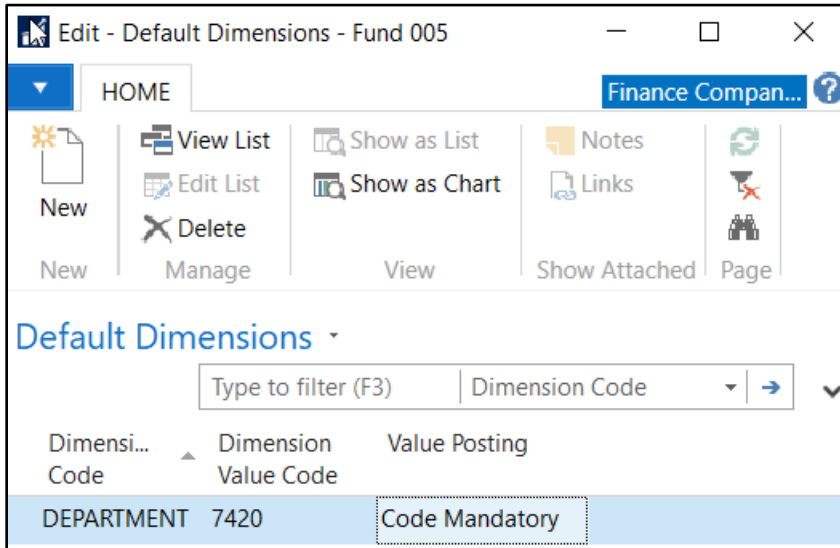 Edit - Default Dimensions - Fund 005
HOME
Finance Compan...
?
New
View List
Edit List
Delete
Show as List
Show as Chart
Notes
Links
New
Manage
View
Show Attached
Page
Default Dimensions
Type to filter (F3)
Dimension Code
Dimensi...
Code
Dimension
Value Code
Value Posting
DEPARTMENT 7420 Code Mandatory